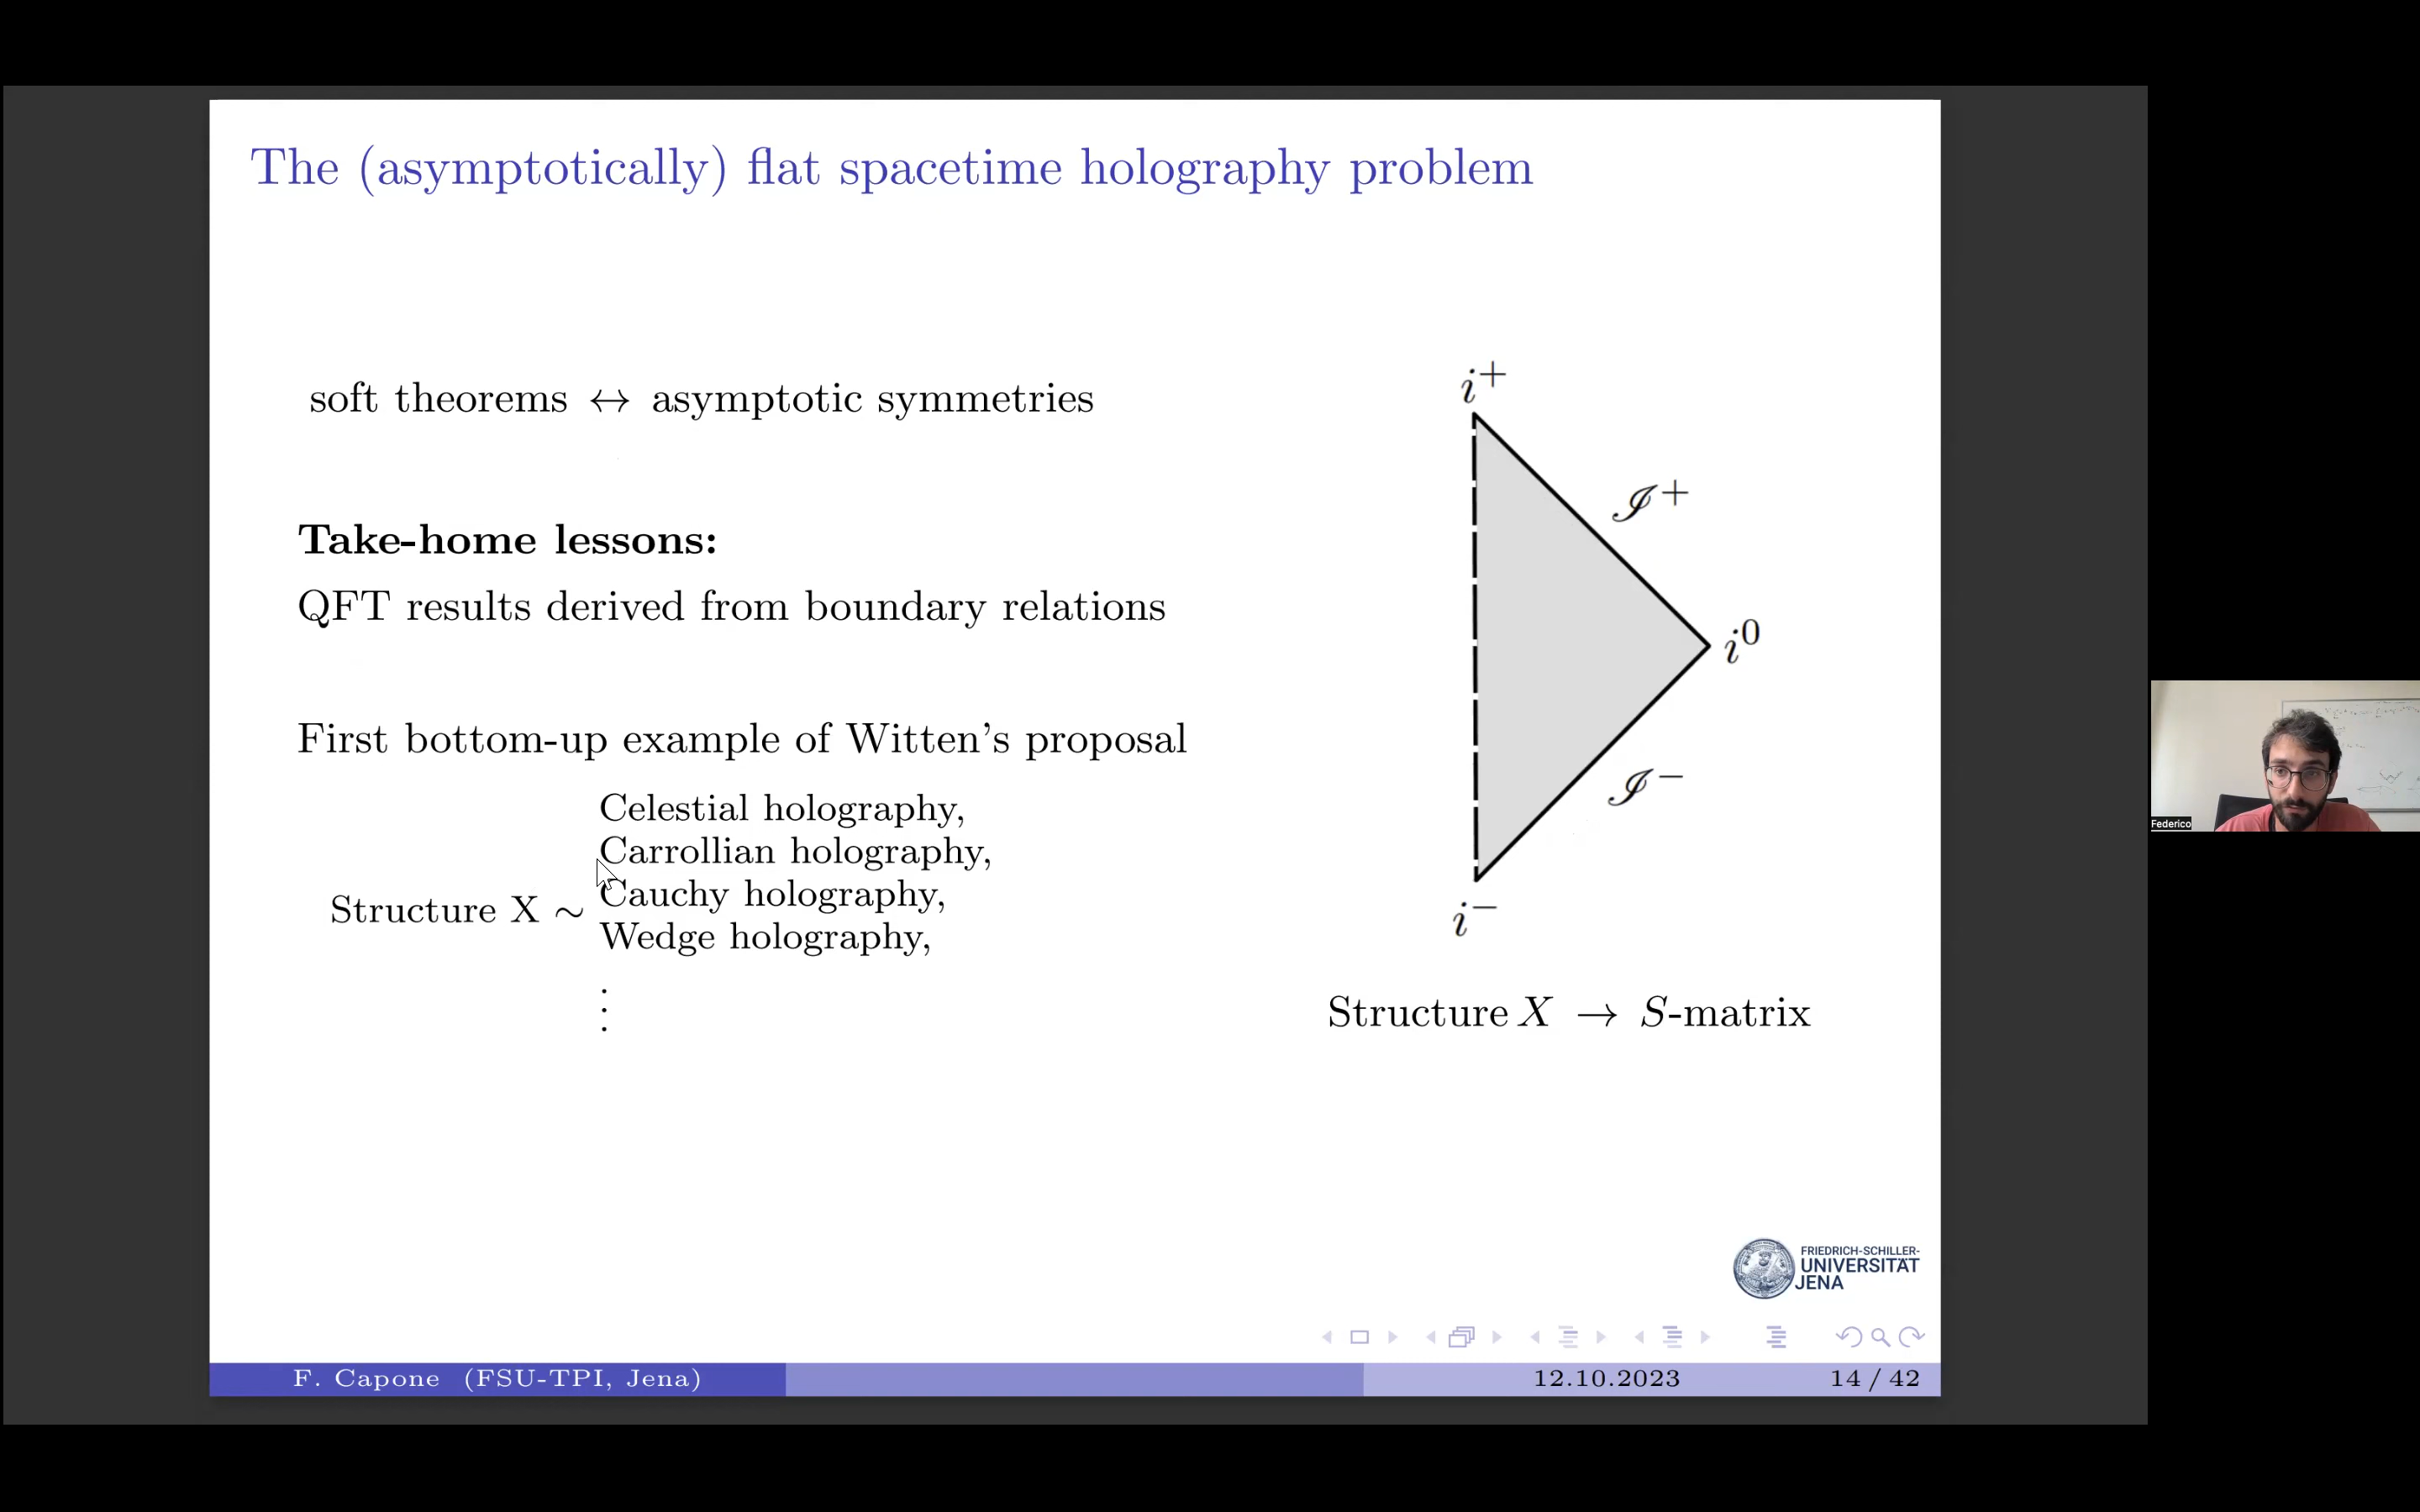 The (asymptotically) flat spacetime holography problem
soft theorems ↔ asymptotic symmetries
Take-home lessons:
QFT results derived from boundary relations
First bottom-up example of Witten's proposal
Celestial holography,
Carrollian holography,
Structure X ∼ Cauchy holography,
Wedge holography,
⋮
i⁺
ℐ⁺
i⁰
ℐ⁻
i⁻
Structure X → S-matrix
FRIEDRICH-SCHILLER-
UNIVERSITÄT
JENA
F. Capone (FSU-TPI, Jena) 12.10.2023 14 / 42
Federico